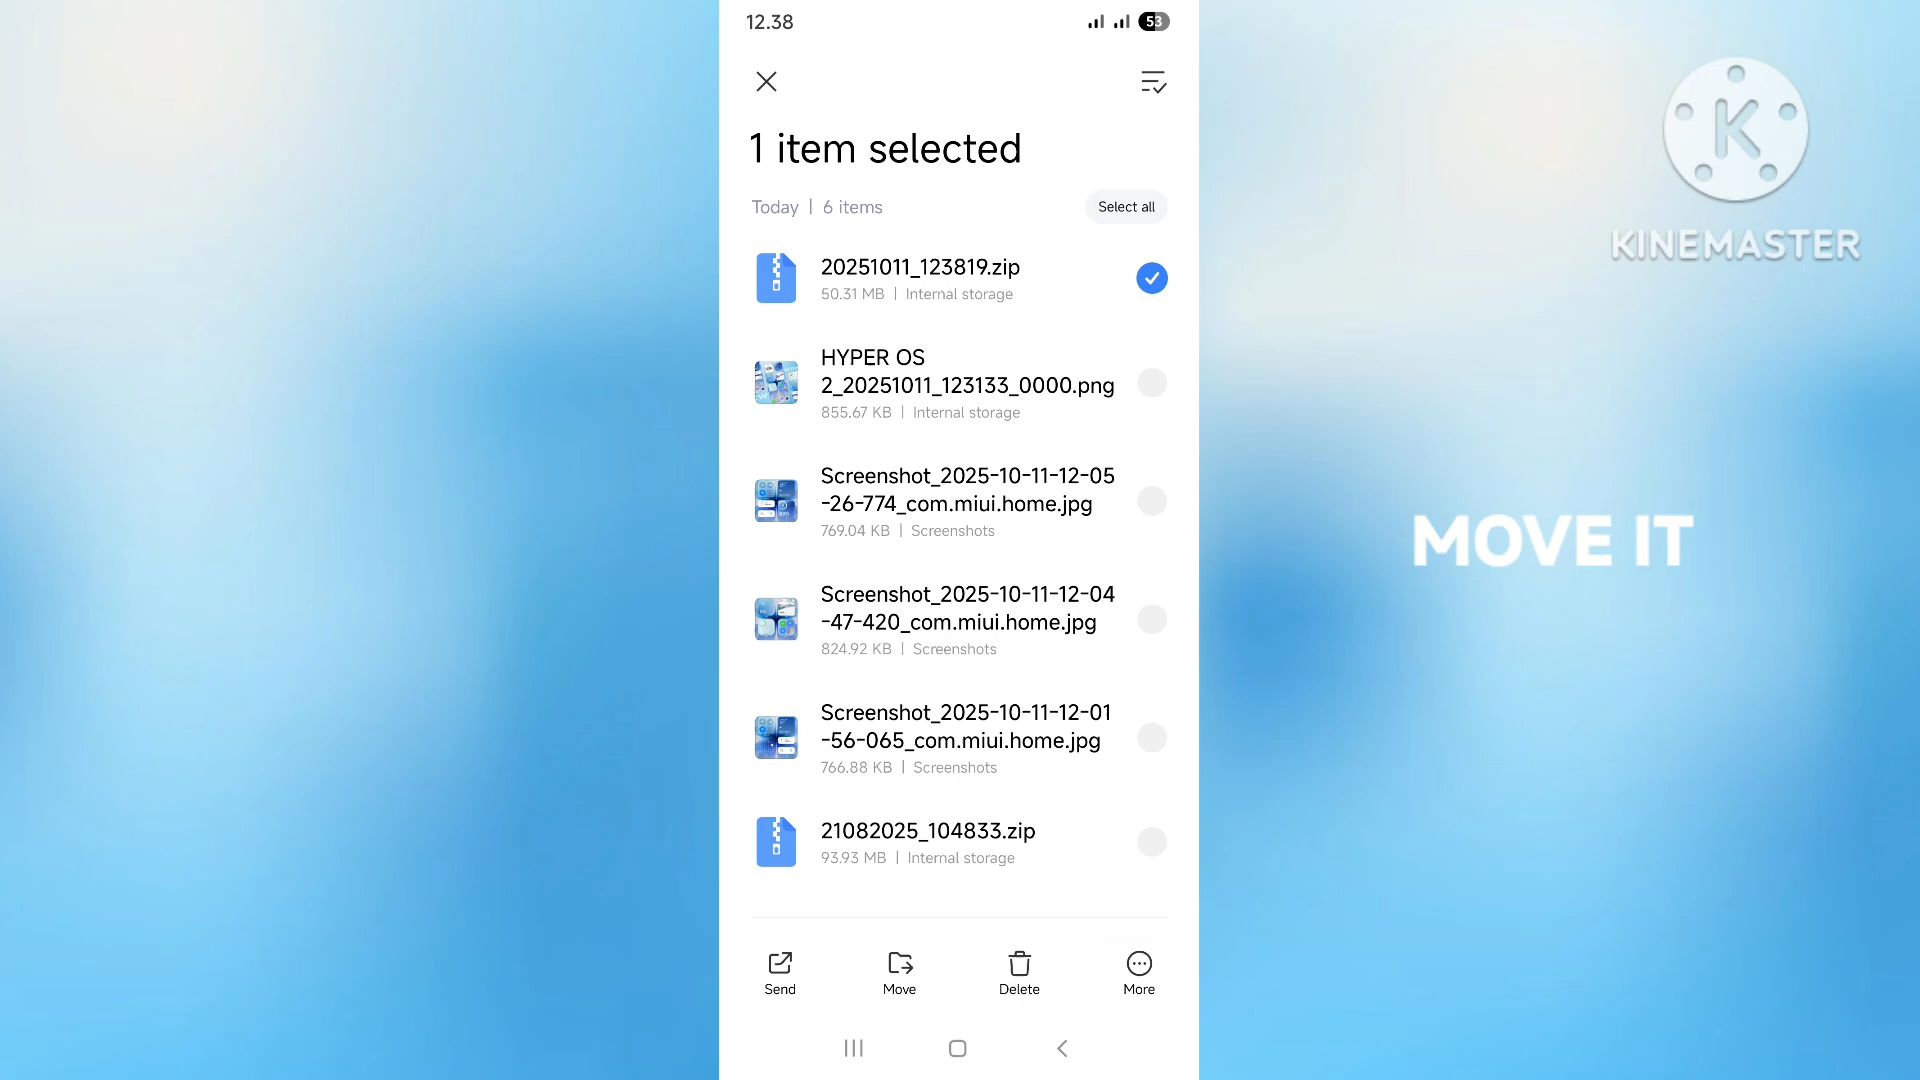 12.38
53
1 item selected
Today | 6 items
Select all
20251011_123819.zip
50.31 MB | Internal storage
HYPER OS
2_20251011_123133_0000.png
855.67 KB | Internal storage
Screenshot_2025-10-11-12-05
-26-774_com.miui.home.jpg
769.04 KB | Screenshots
Screenshot_2025-10-11-12-04
-47-420_com.miui.home.jpg
824.92 KB | Screenshots
Screenshot_2025-10-11-12-01
-56-065_com.miui.home.jpg
766.88 KB | Screenshots
21082025_104833.zip
93.93 MB | Internal storage
Send
Move
Delete
More
K
KINEMASTER
MOVE IT